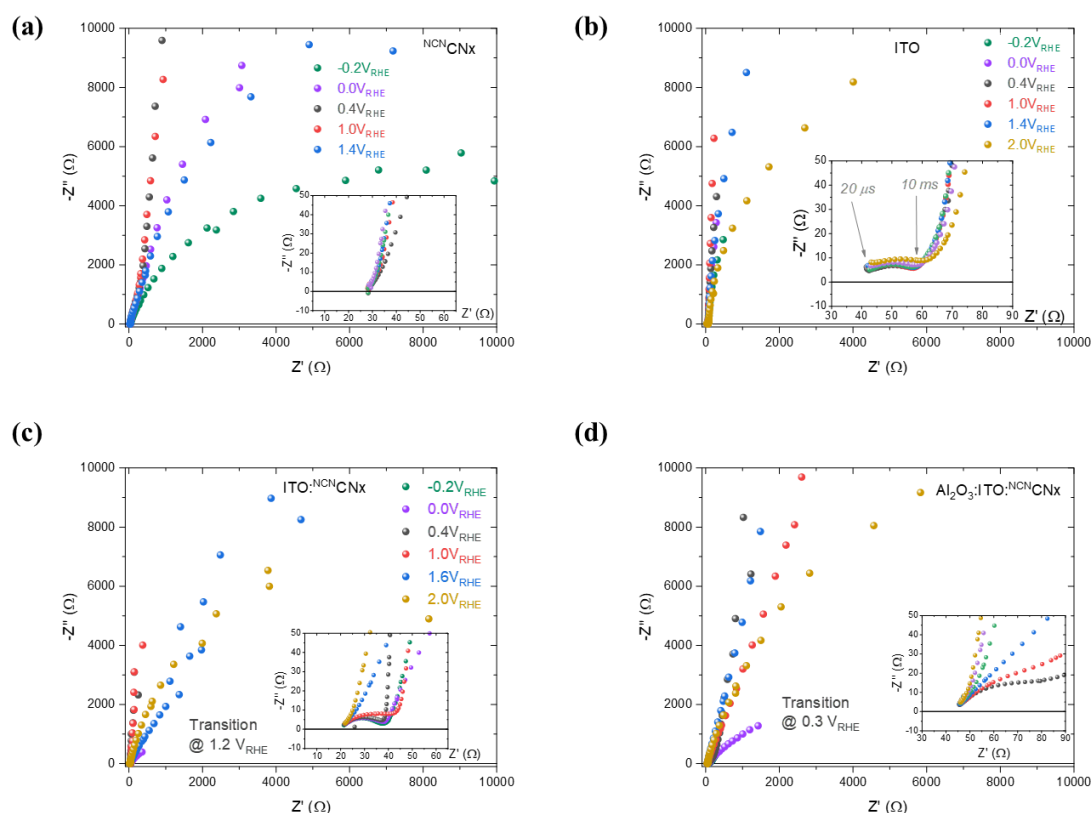 (a)
10000
8000
6000
4000
2000
0
-Z'' (Ω)
NCNCNx
-0.2VRHE
0.0VRHE
0.4VRHE
1.0VRHE
1.4VRHE
50
40
30
20
10
0
-10
-Z'' (Ω)
10 20 30 40 50 60
Z' (Ω)
0 2000 4000 6000 8000 10000
Z' (Ω)
(b)
10000
8000
6000
4000
2000
0
-Z'' (Ω)
ITO
-0.2VRHE
0.0VRHE
0.4VRHE
1.0VRHE
1.4VRHE
2.0VRHE
50
40
30
20
10
0
-10
-Z'' (Ω)
20 μs
10 ms
30 40 50 60 70 80 90
Z' (Ω)
0 2000 4000 6000 8000 10000
Z' (Ω)
(c)
10000
8000
6000
4000
2000
0
-Z'' (Ω)
ITO:NCNCNx
-0.2VRHE
0.0VRHE
0.4VRHE
1.0VRHE
1.6VRHE
2.0VRHE
Transition
@ 1.2 VRHE
50
40
30
20
10
0
-10
-Z'' (Ω)
10 20 30 40 50 60
Z' (Ω)
0 2000 4000 6000 8000 10000
Z' (Ω)
(d)
10000
8000
6000
4000
2000
0
-Z'' (Ω)
Al2O3:ITO:NCNCNx
Transition
@ 0.3 VRHE
50
40
30
20
10
0
-10
-Z'' (Ω)
30 40 50 60 70 80 90
Z' (Ω)
0 2000 4000 6000 8000 10000
Z' (Ω)